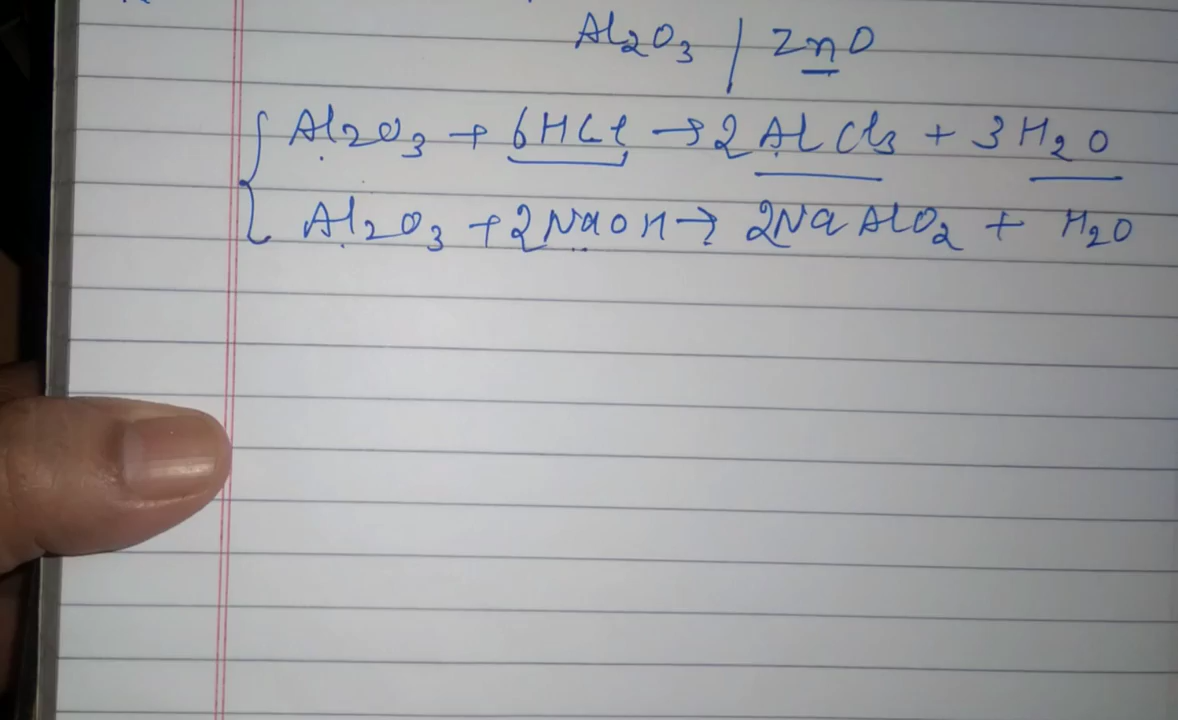 Al₂O₃ | ZnO
Al₂O₃ + 6HCl → 2AlCl₃ + 3H₂O
Al₂O₃ + 2NaOH → 2NaAlO₂ + H₂O